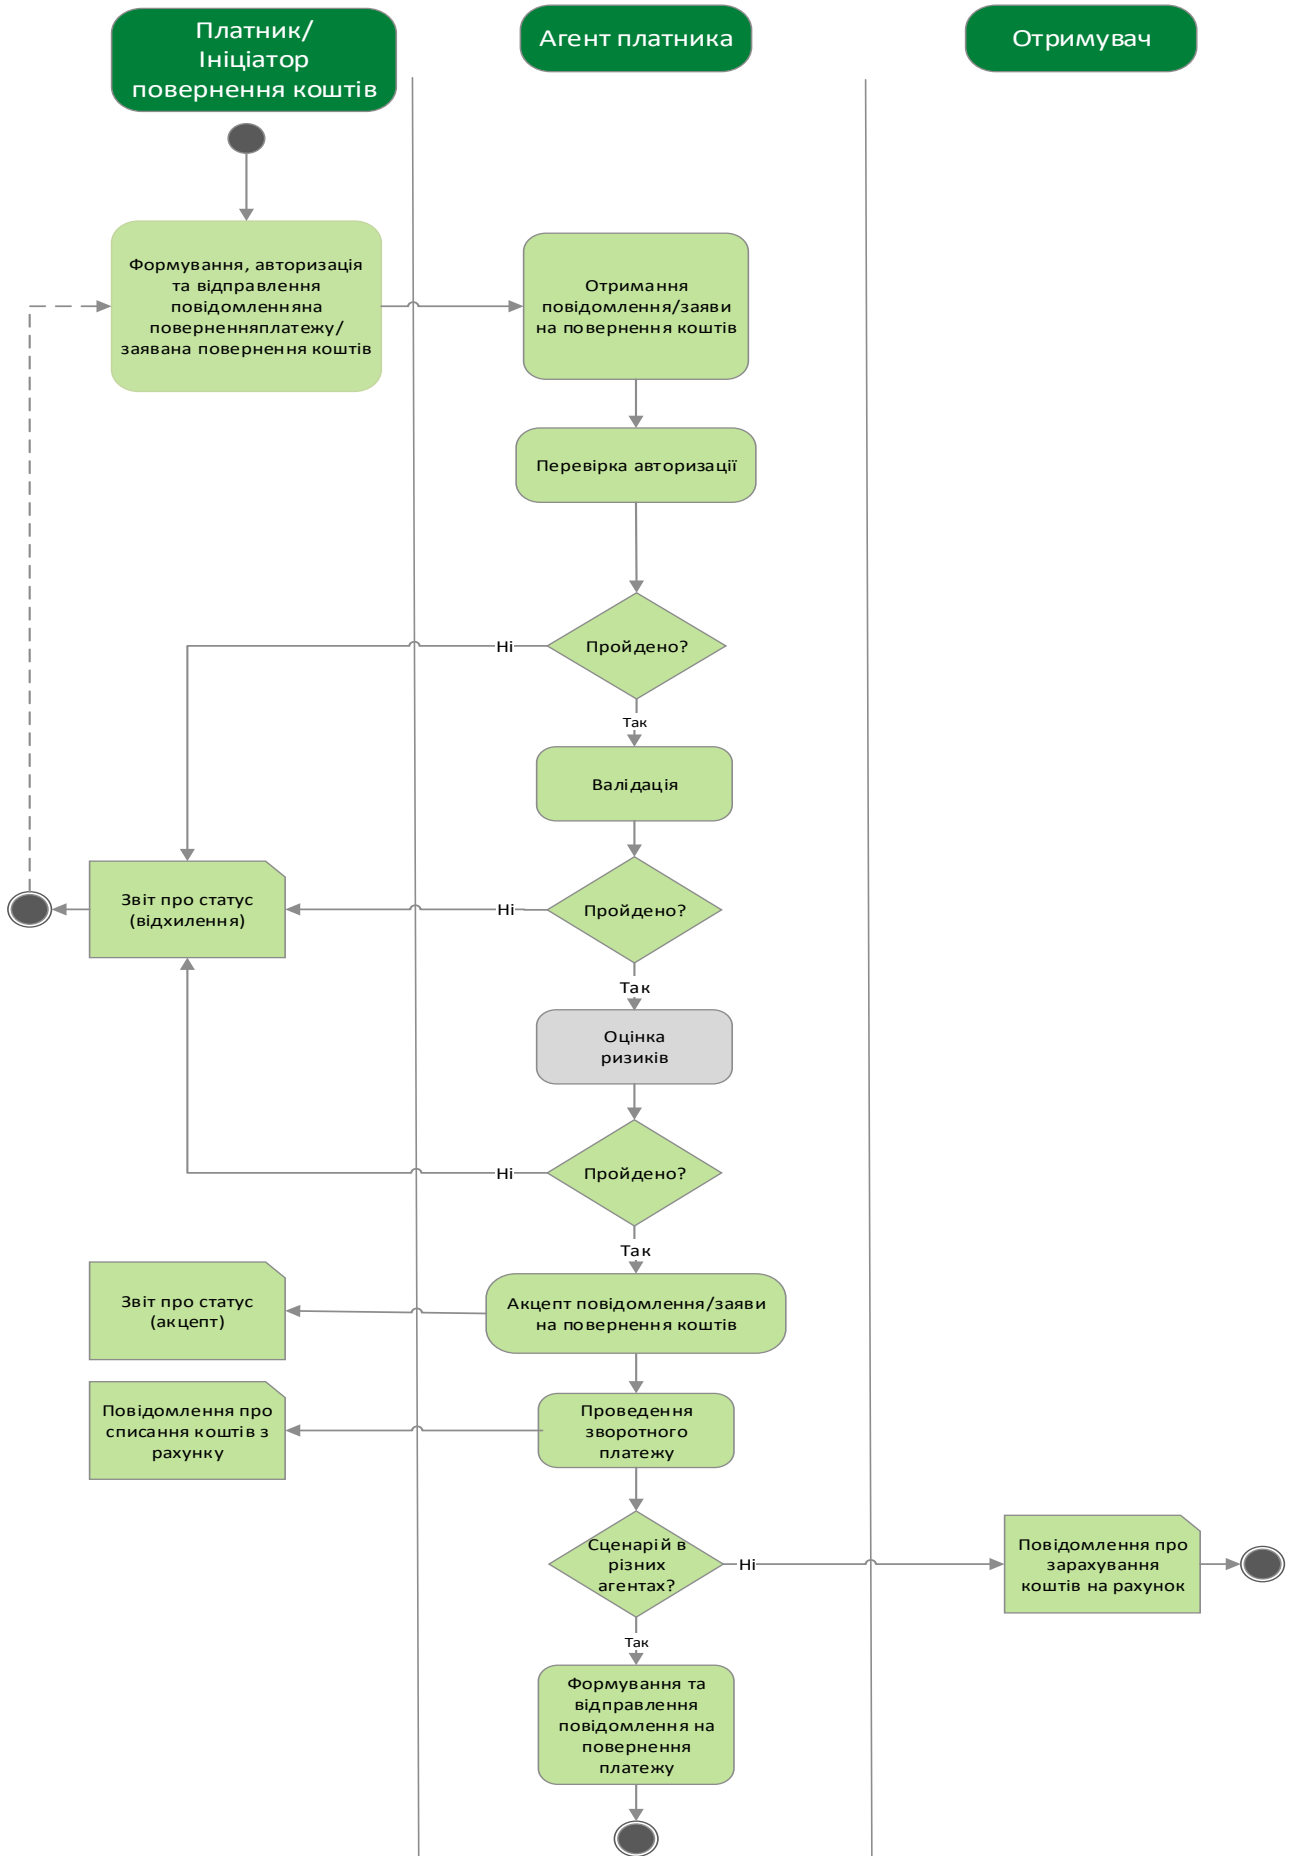 Платник/
Ініціатор
повернення коштів
Агент платника
Отримувач
Формування, авторизація
та відправлення
повідомленняна
поверненняплатежу/
заявана повернення коштів
Отримання
повідомлення/заяви
на повернення коштів
Перевірка авторизації
Пройдено?
Ні
Так
Валідація
Звіт про статус
(відхилення)
Ні
Пройдено?
Так
Оцінка
ризиків
Ні
Пройдено?
Так
Звіт про статус
(акцепт)
Акцепт повідомлення/заяви
на повернення коштів
Повідомлення про
списання коштів з
рахунку
Проведення
зворотного
платежу
Сценарій в
різних
агентах?
Ні
Повідомлення про
зарахування
коштів на рахунок
Так
Формування та
відправлення
повідомлення на
повернення
платежу